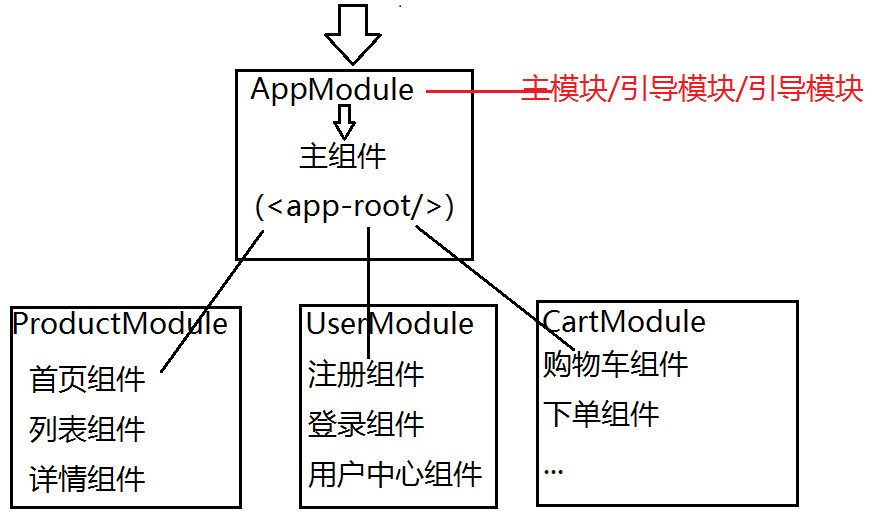 AppModule
主模块/引导模块/引导模块
主组件
(<app-root/>)
ProductModule
首页组件
列表组件
详情组件
UserModule
注册组件
登录组件
用户中心组件
CartModule
购物车组件
下单组件
...